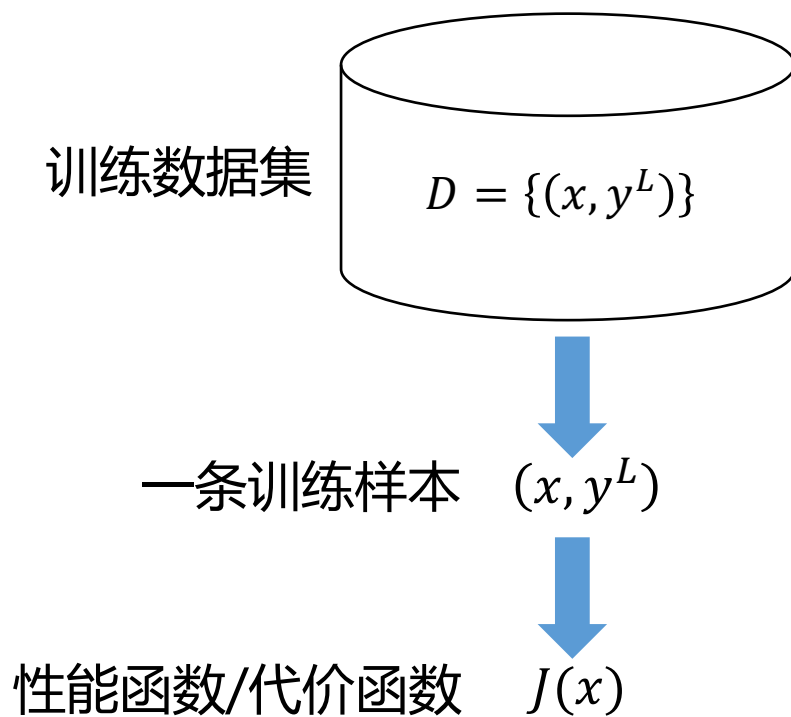 训练数据集 $D = \{(x, y^L)\}$
一条训练样本 $(x, y^L)$
性能函数/代价函数 $J(x)$